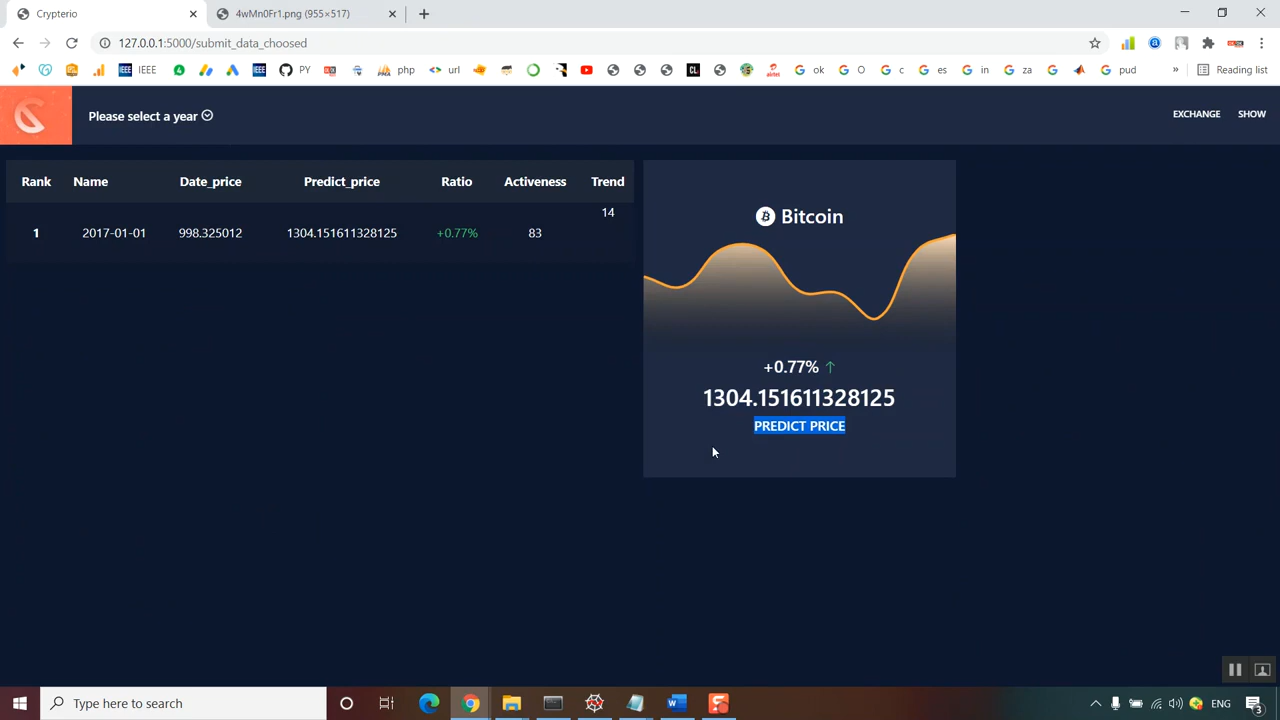 Crypterio
4wMn0Fr1.png (955×517)
127.0.0.1:5000/submit_data_choosed
IEEE
PY
php
url
ok
O
c
es
in
za
pud
»
Reading list
Please select a year
EXCHANGE
SHOW
Rank Name Date_price Predict_price Ratio Activeness Trend
14
1 2017-01-01 998.325012 1304.151611328125 +0.77% 83
Bitcoin
+0.77% ↑
1304.151611328125
PREDICT PRICE
Type here to search
ENG
3